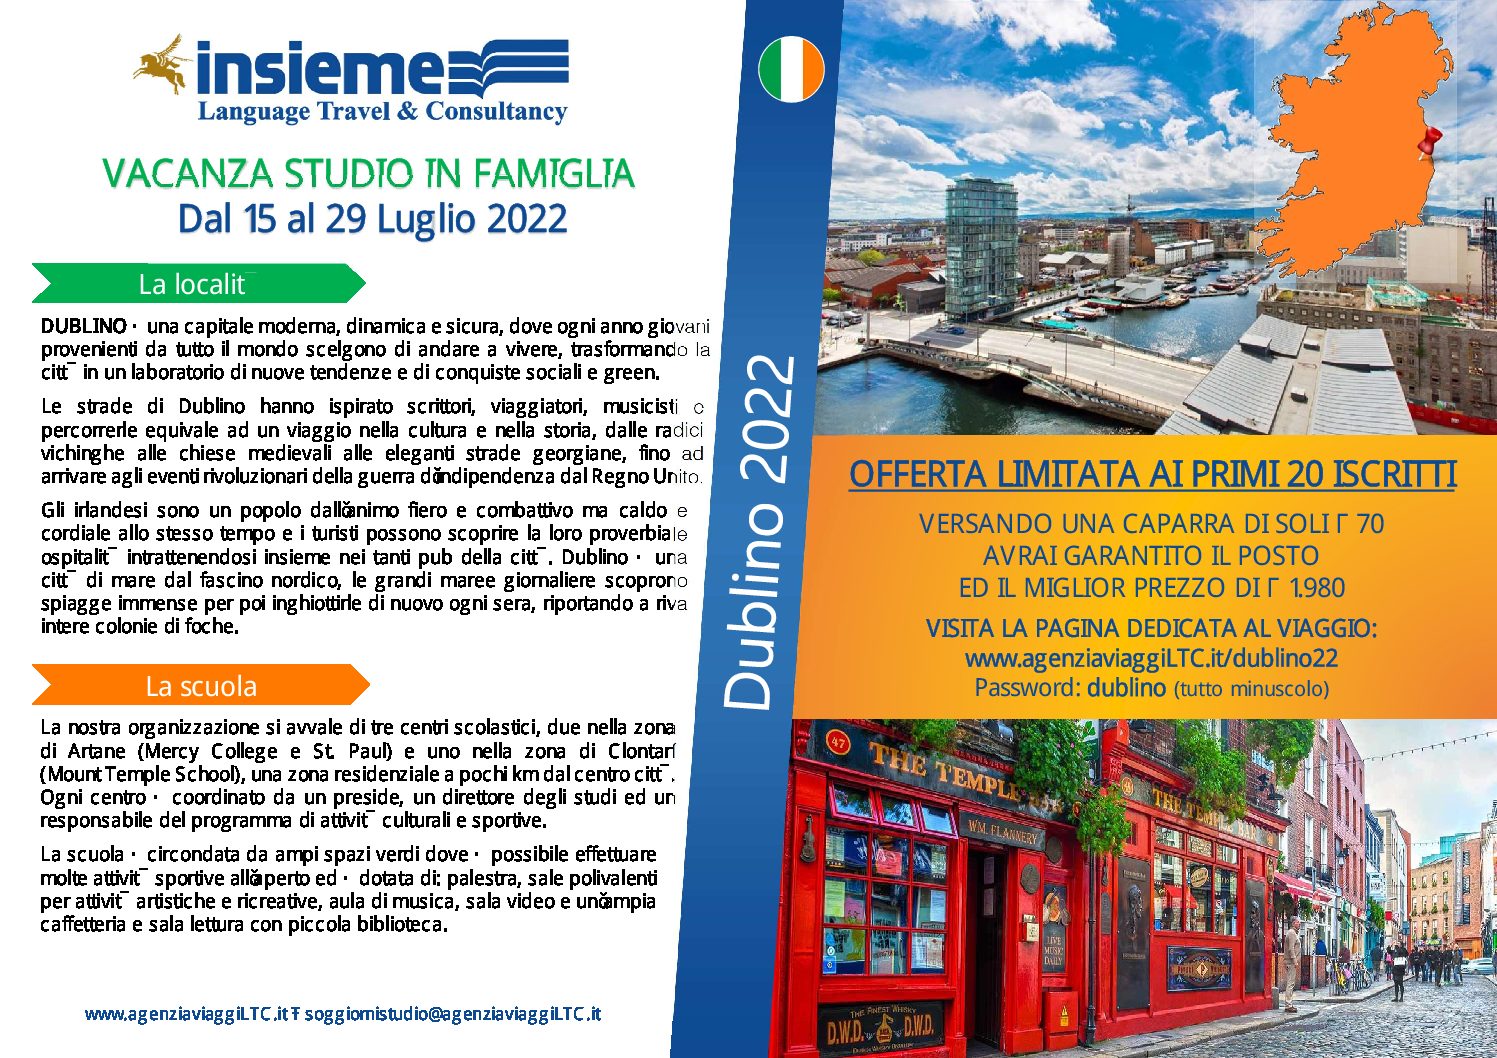 insieme
Language Travel & Consultancy
VACANZA STUDIO IN FAMIGLIA
Dal 15 al 29 Luglio 2022
La localit¯
DUBLINO · una capitale moderna, dinamica e sicura, dove ogni anno giovani
provenienti da tutto il mondo scelgono di andare a vivere, trasformando la
citt¯ in un laboratorio di nuove tendenze e di conquiste sociali e green.
Le strade di Dublino hanno ispirato scrittori, viaggiatori, musicisti e
percorrerle equivale ad un viaggio nella cultura e nella storia, dalle radici
vichinghe alle chiese medievali alle eleganti strade georgiane, fino ad
arrivare agli eventi rivoluzionari della guerra dǒindipendenza dal Regno Unito.
Gli irlandesi sono un popolo dallǒanimo fiero e combattivo ma caldo e
cordiale allo stesso tempo e i turisti possono scoprire la loro proverbiale
ospitalit¯ intrattenendosi insieme nei tanti pub della citt¯. Dublino · una
citt¯ di mare dal fascino nordico, le grandi maree giornaliere scoprono
spiagge immense per poi inghiottirle di nuovo ogni sera, riportando a riva
intere colonie di foche.
La scuola
La nostra organizzazione si avvale di tre centri scolastici, due nella zona
di Artane (Mercy College e St. Paul) e uno nella zona di Clontarf
(Mount Temple School), una zona residenziale a pochi km dal centro citt¯.
Ogni centro · coordinato da un preside, un direttore degli studi ed un
responsabile del programma di attivit¯ culturali e sportive.
La scuola · circondata da ampi spazi verdi dove · possibile effettuare
molte attivit¯ sportive allǒaperto ed · dotata di: palestra, sale polivalenti
per attivit¯ artistiche e ricreative, aula di musica, sala video e unǒampia
caffetteria e sala lettura con piccola biblioteca.
www.agenziaviaggiLTC.it Ŧ soggiornistudio@agenziaviaggiLTC.it
Dublino 2022
OFFERTA LIMITATA AI PRIMI 20 ISCRITTI
VERSANDO UNA CAPARRA DI SOLI Γ 70
AVRAI GARANTITO IL POSTO
ED IL MIGLIOR PREZZO DI Γ 1.980
VISITA LA PAGINA DEDICATA AL VIAGGIO:
www.agenziaviaggiLTC.it/dublino22
Password: dublino (tutto minuscolo)
47
THE TEMPLE
WM. FLANNERY
THE TEMPLE BAR
LIVE
MUSIC
DAILY
THE FINEST WHISKY
D.W.D. D.W.D.